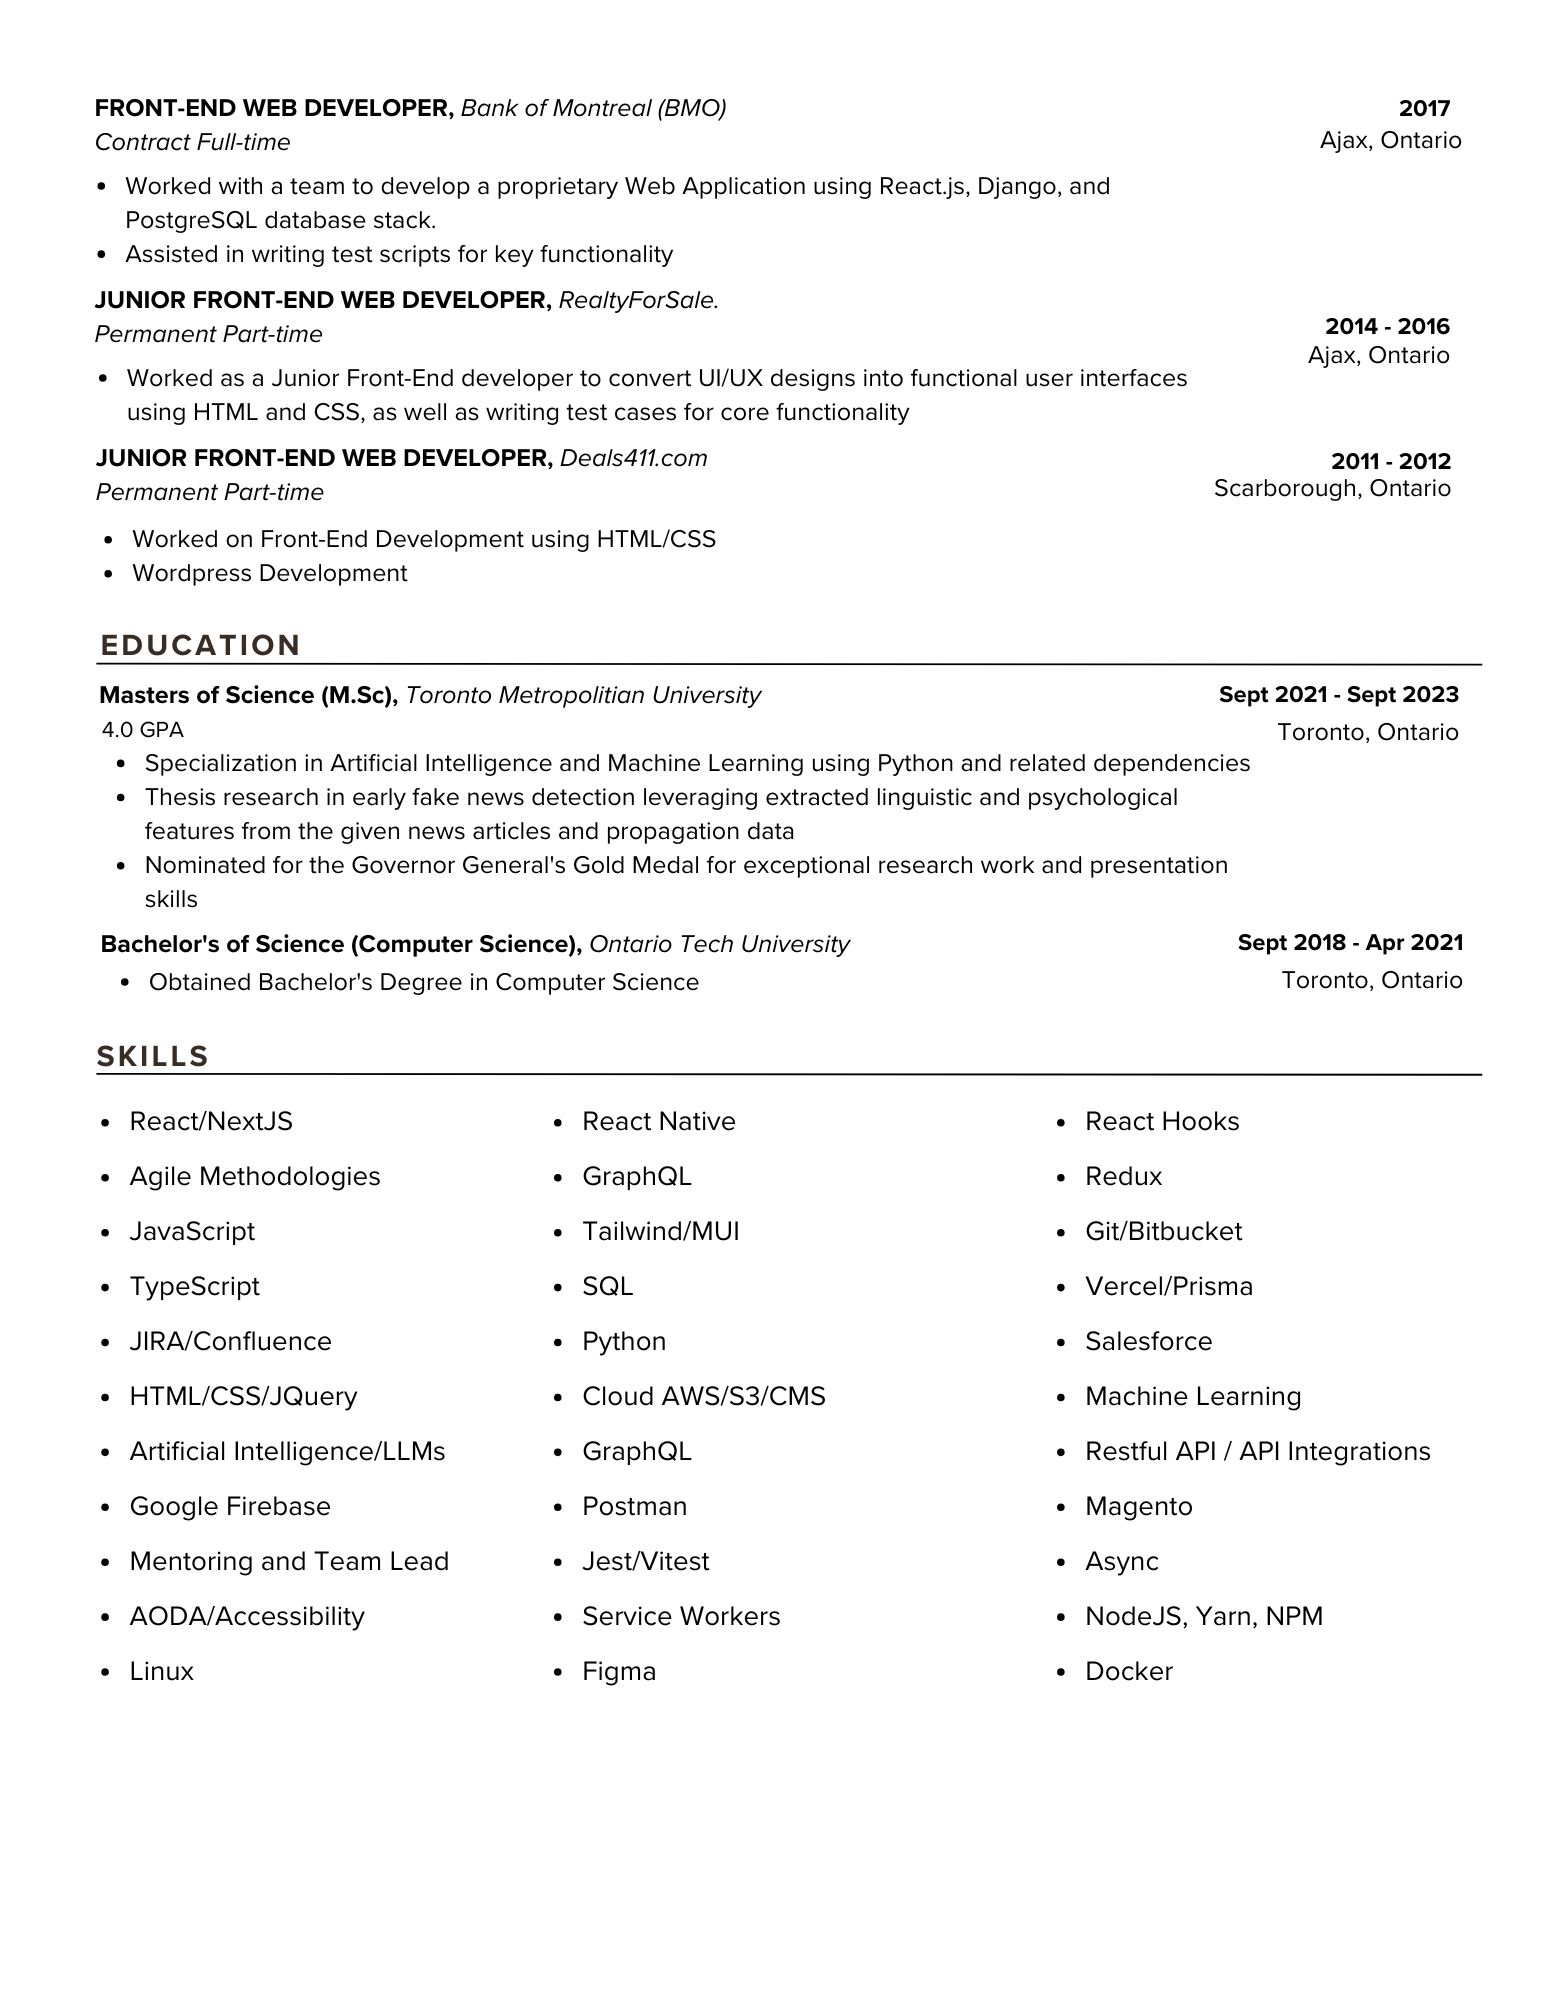 FRONT-END WEB DEVELOPER, Bank of Montreal (BMO) 2017
Contract Full-time Ajax, Ontario
• Worked with a team to develop a proprietary Web Application using React.js, Django, and
PostgreSQL database stack.
• Assisted in writing test scripts for key functionality
JUNIOR FRONT-END WEB DEVELOPER, RealtyForSale.
Permanent Part-time 2014 - 2016
Ajax, Ontario
• Worked as a Junior Front-End developer to convert UI/UX designs into functional user interfaces
using HTML and CSS, as well as writing test cases for core functionality
JUNIOR FRONT-END WEB DEVELOPER, Deals411.com 2011 - 2012
Permanent Part-time Scarborough, Ontario
• Worked on Front-End Development using HTML/CSS
• Wordpress Development
EDUCATION
Masters of Science (M.Sc), Toronto Metropolitian University Sept 2021 - Sept 2023
4.0 GPA Toronto, Ontario
• Specialization in Artificial Intelligence and Machine Learning using Python and related dependencies
• Thesis research in early fake news detection leveraging extracted linguistic and psychological
features from the given news articles and propagation data
• Nominated for the Governor General's Gold Medal for exceptional research work and presentation
skills
Bachelor's of Science (Computer Science), Ontario Tech University Sept 2018 - Apr 2021
• Obtained Bachelor's Degree in Computer Science Toronto, Ontario
SKILLS
• React/NextJS • React Native • React Hooks
• Agile Methodologies • GraphQL • Redux
• JavaScript • Tailwind/MUI • Git/Bitbucket
• TypeScript • SQL • Vercel/Prisma
• JIRA/Confluence • Python • Salesforce
• HTML/CSS/JQuery • Cloud AWS/S3/CMS • Machine Learning
• Artificial Intelligence/LLMs • GraphQL • Restful API / API Integrations
• Google Firebase • Postman • Magento
• Mentoring and Team Lead • Jest/Vitest • Async
• AODA/Accessibility • Service Workers • NodeJS, Yarn, NPM
• Linux • Figma • Docker